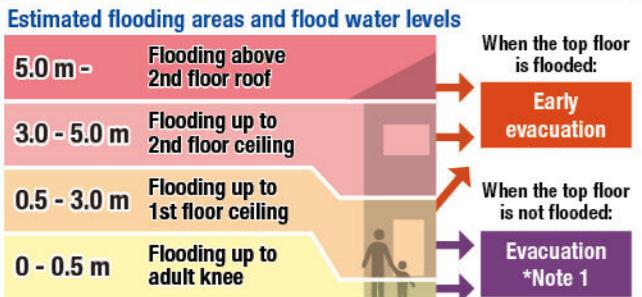 Estimated flooding areas and flood water levels
5.0 m -
Flooding above
2nd floor roof
3.0 - 5.0 m
Flooding up to
2nd floor ceiling
0.5 - 3.0 m
Flooding up to
1st floor ceiling
0 - 0.5 m
Flooding up to
adult knee
When the top floor
is flooded:
Early
evacuation
When the top floor
is not flooded:
Evacuation
*Note 1